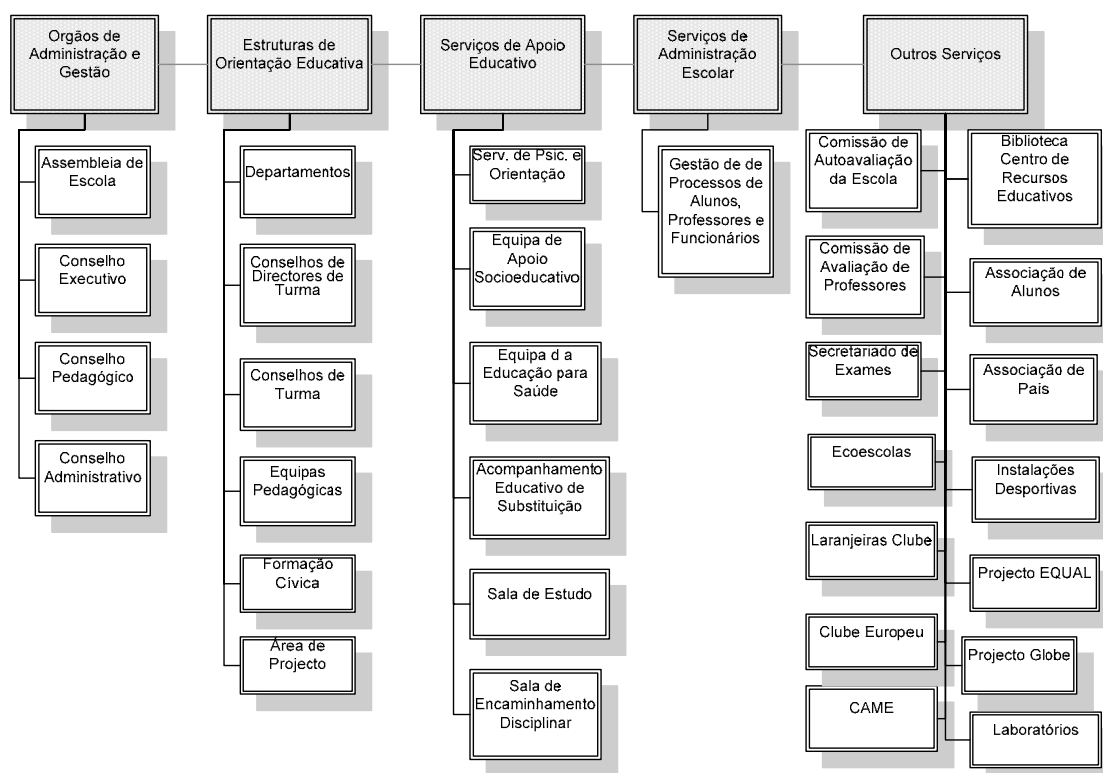 Orgãos de
Administração e
Gestão
Estruturas de
Orientação Educativa
Serviços de Apoio
Educativo
Serviços de
Administração
Escolar
Outros Serviços
Assembleia de
Escola
Conselho
Executivo
Conselho
Pedagógico
Conselho
Administrativo
Departamentos
Conselhos de
Directores de
Turma
Conselhos de
Turma
Equipas
Pedagógicas
Formação
Cívica
Área de
Projecto
Serv. de Psic. e
Orientação
Equipa de
Apoio
Socioeducativo
Equipa d a
Educação para
Saúde
Acompanhamento
Educativo de
Substituição
Sala de Estudo
Sala de
Encaminhamento
Disciplinar
Gestão de de
Processos de
Alunos,
Professores e
Funcionários
Comissão de
Autoavaliação
da Escola
Comissão de
Avaliação de
Professores
Secretariado de
Exames
Ecoescolas
Laranjeiras Clube
Clube Europeu
CAME
Biblioteca
Centro de
Recursos
Educativos
Associação de
Alunos
Associação de
Pais
Instalações
Desportivas
Projecto EQUAL
Projecto Globe
Laboratórios